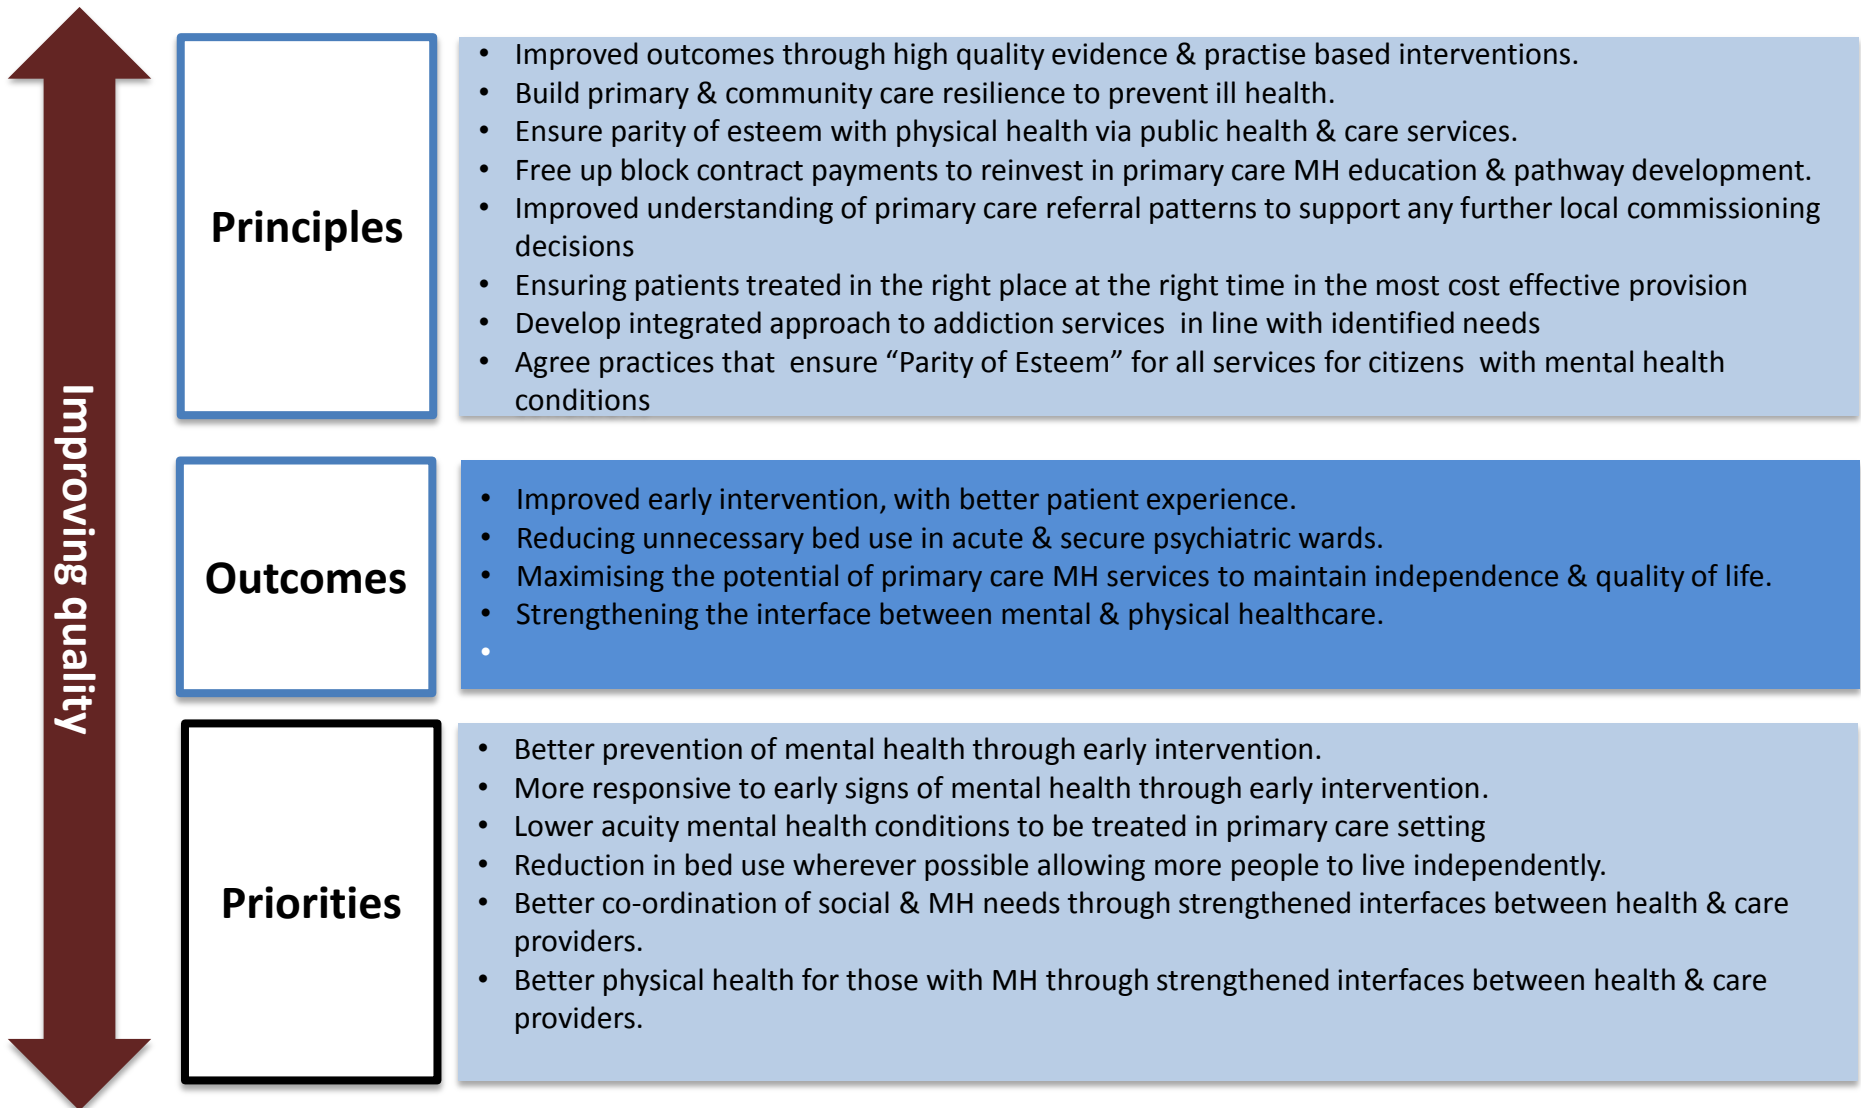 Improving quality
Principles
• Improved outcomes through high quality evidence & practise based interventions.
• Build primary & community care resilience to prevent ill health.
• Ensure parity of esteem with physical health via public health & care services.
• Free up block contract payments to reinvest in primary care MH education & pathway development.
• Improved understanding of primary care referral patterns to support any further local commissioning
decisions
• Ensuring patients treated in the right place at the right time in the most cost effective provision
• Develop integrated approach to addiction services  in line with identified needs
• Agree practices that  ensure “Parity of Esteem” for all services for citizens  with mental health
conditions
Outcomes
• Improved early intervention, with better patient experience.
• Reducing unnecessary bed use in acute & secure psychiatric wards.
• Maximising the potential of primary care MH services to maintain independence & quality of life.
• Strengthening the interface between mental & physical healthcare.
•
Priorities
• Better prevention of mental health through early intervention.
• More responsive to early signs of mental health through early intervention.
• Lower acuity mental health conditions to be treated in primary care setting
• Reduction in bed use wherever possible allowing more people to live independently.
• Better co-ordination of social & MH needs through strengthened interfaces between health & care
providers.
• Better physical health for those with MH through strengthened interfaces between health & care
providers.